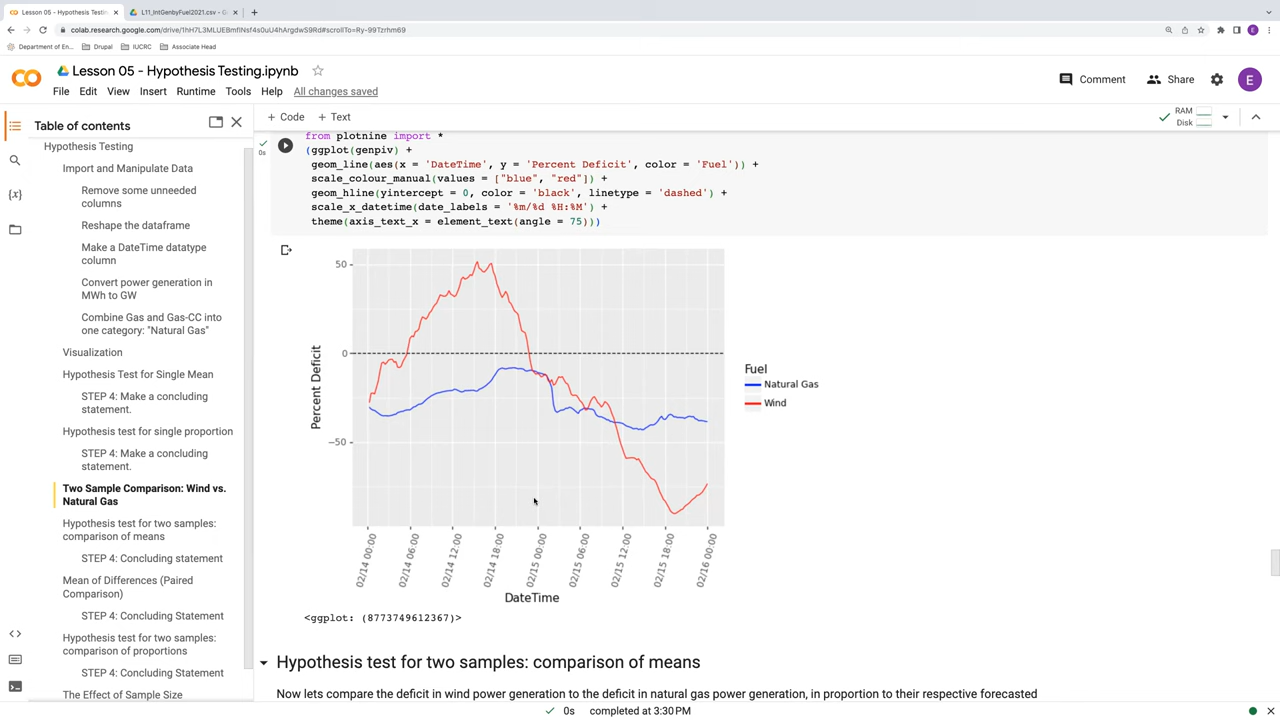 Lesson 05 - Hypothesis Testing.ip
L11_IntGenbyFuel2021.csv - G
colab.research.google.com/drive/1hH7L3MLUEBmflNsf4s0uU4hArgdwS9Rd#scrollTo=Ry-99Tzrhm69
Department of En...
Drupal
IUCRC
Associate Head
Lesson 05 - Hypothesis Testing.ipynb
File Edit View Insert Runtime Tools Help All changes saved
Comment
Share
E
Table of contents
Hypothesis Testing
Import and Manipulate Data
Remove some unneeded
columns
Reshape the dataframe
Make a DateTime datatype
column
Convert power generation in
MWh to GW
Combine Gas and Gas-CC into
one category: "Natural Gas"
Visualization
Hypothesis Test for Single Mean
STEP 4: Make a concluding
statement.
Hypothesis test for single proportion
STEP 4: Make a concluding
statement.
Two Sample Comparison: Wind vs.
Natural Gas
Hypothesis test for two samples:
comparison of means
STEP 4: Concluding statement
Mean of Differences (Paired
Comparison)
STEP 4: Concluding Statement
Hypothesis test for two samples:
comparison of proportions
STEP 4: Concluding Statement
The Effect of Sample Size
+ Code + Text
RAM
Disk
0s
from plotnine import *
(ggplot(genpiv) +
geom_line(aes(x = 'DateTime', y = 'Percent Deficit', color = 'Fuel')) +
scale_colour_manual(values = ["blue", "red"]) +
geom_hline(yintercept = 0, color = 'black', linetype = 'dashed') +
scale_x_datetime(date_labels = '%m/%d %H:%M') +
theme(axis_text_x = element_text(angle = 75)))
50
0
−50
Percent Deficit
02/14 00:00
02/14 06:00
02/14 12:00
02/14 18:00
02/15 00:00
02/15 06:00
02/15 12:00
02/15 18:00
02/16 00:00
DateTime
Fuel
Natural Gas
Wind
<ggplot: (8773749612367)>
Hypothesis test for two samples: comparison of means
Now lets compare the deficit in wind power generation to the deficit in natural gas power generation, in proportion to their respective forecasted
0s completed at 3:30 PM